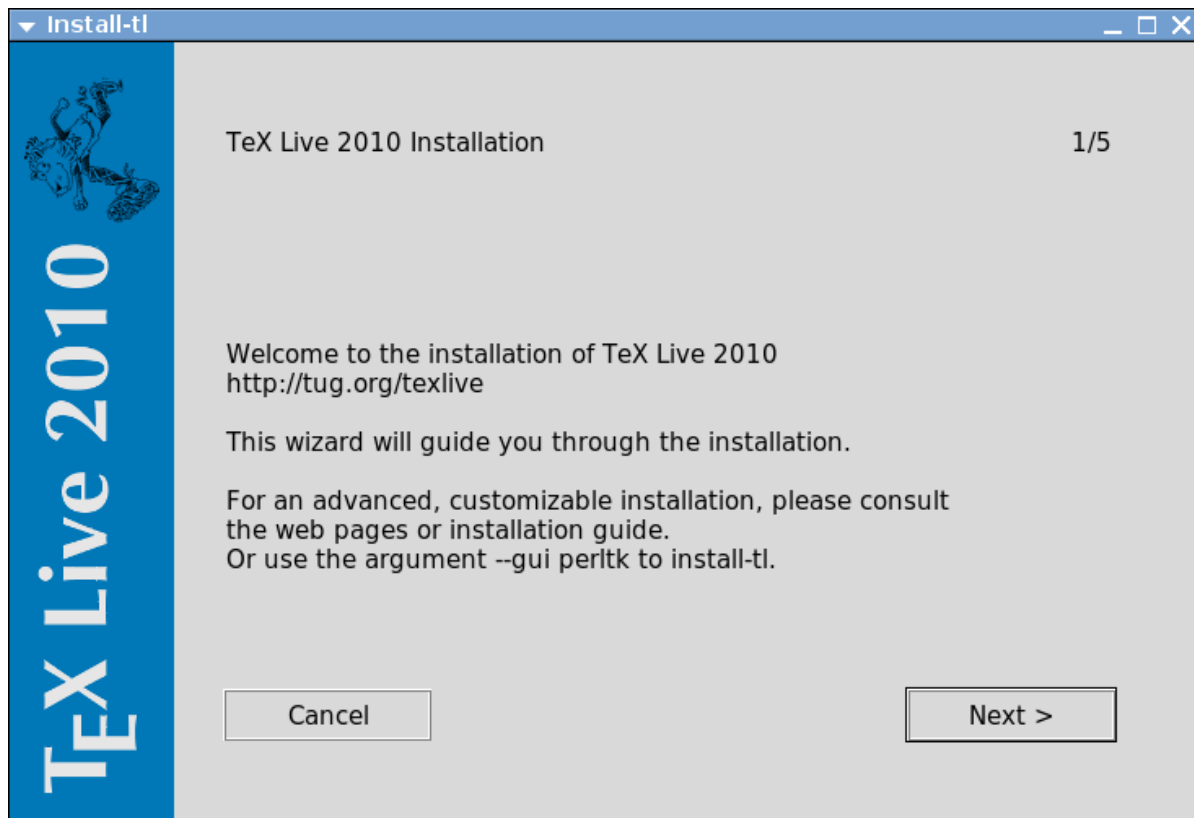 Install-tl
TeX Live 2010 Installation
1/5
TEX Live 2010
Welcome to the installation of TeX Live 2010
http://tug.org/texlive
This wizard will guide you through the installation.
For an advanced, customizable installation, please consult
the web pages or installation guide.
Or use the argument --gui perltk to install-tl.
Cancel
Next >